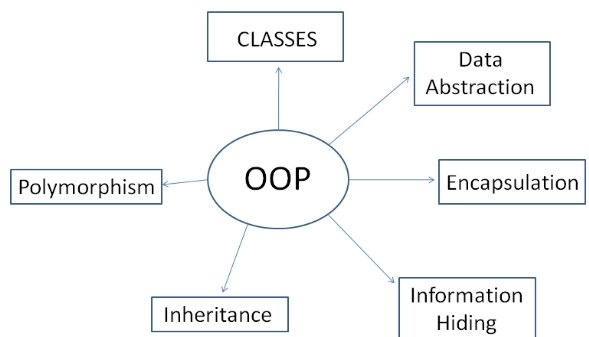 CLASSES
Data
Abstraction
OOP
Polymorphism
Encapsulation
Inheritance
Information
Hiding